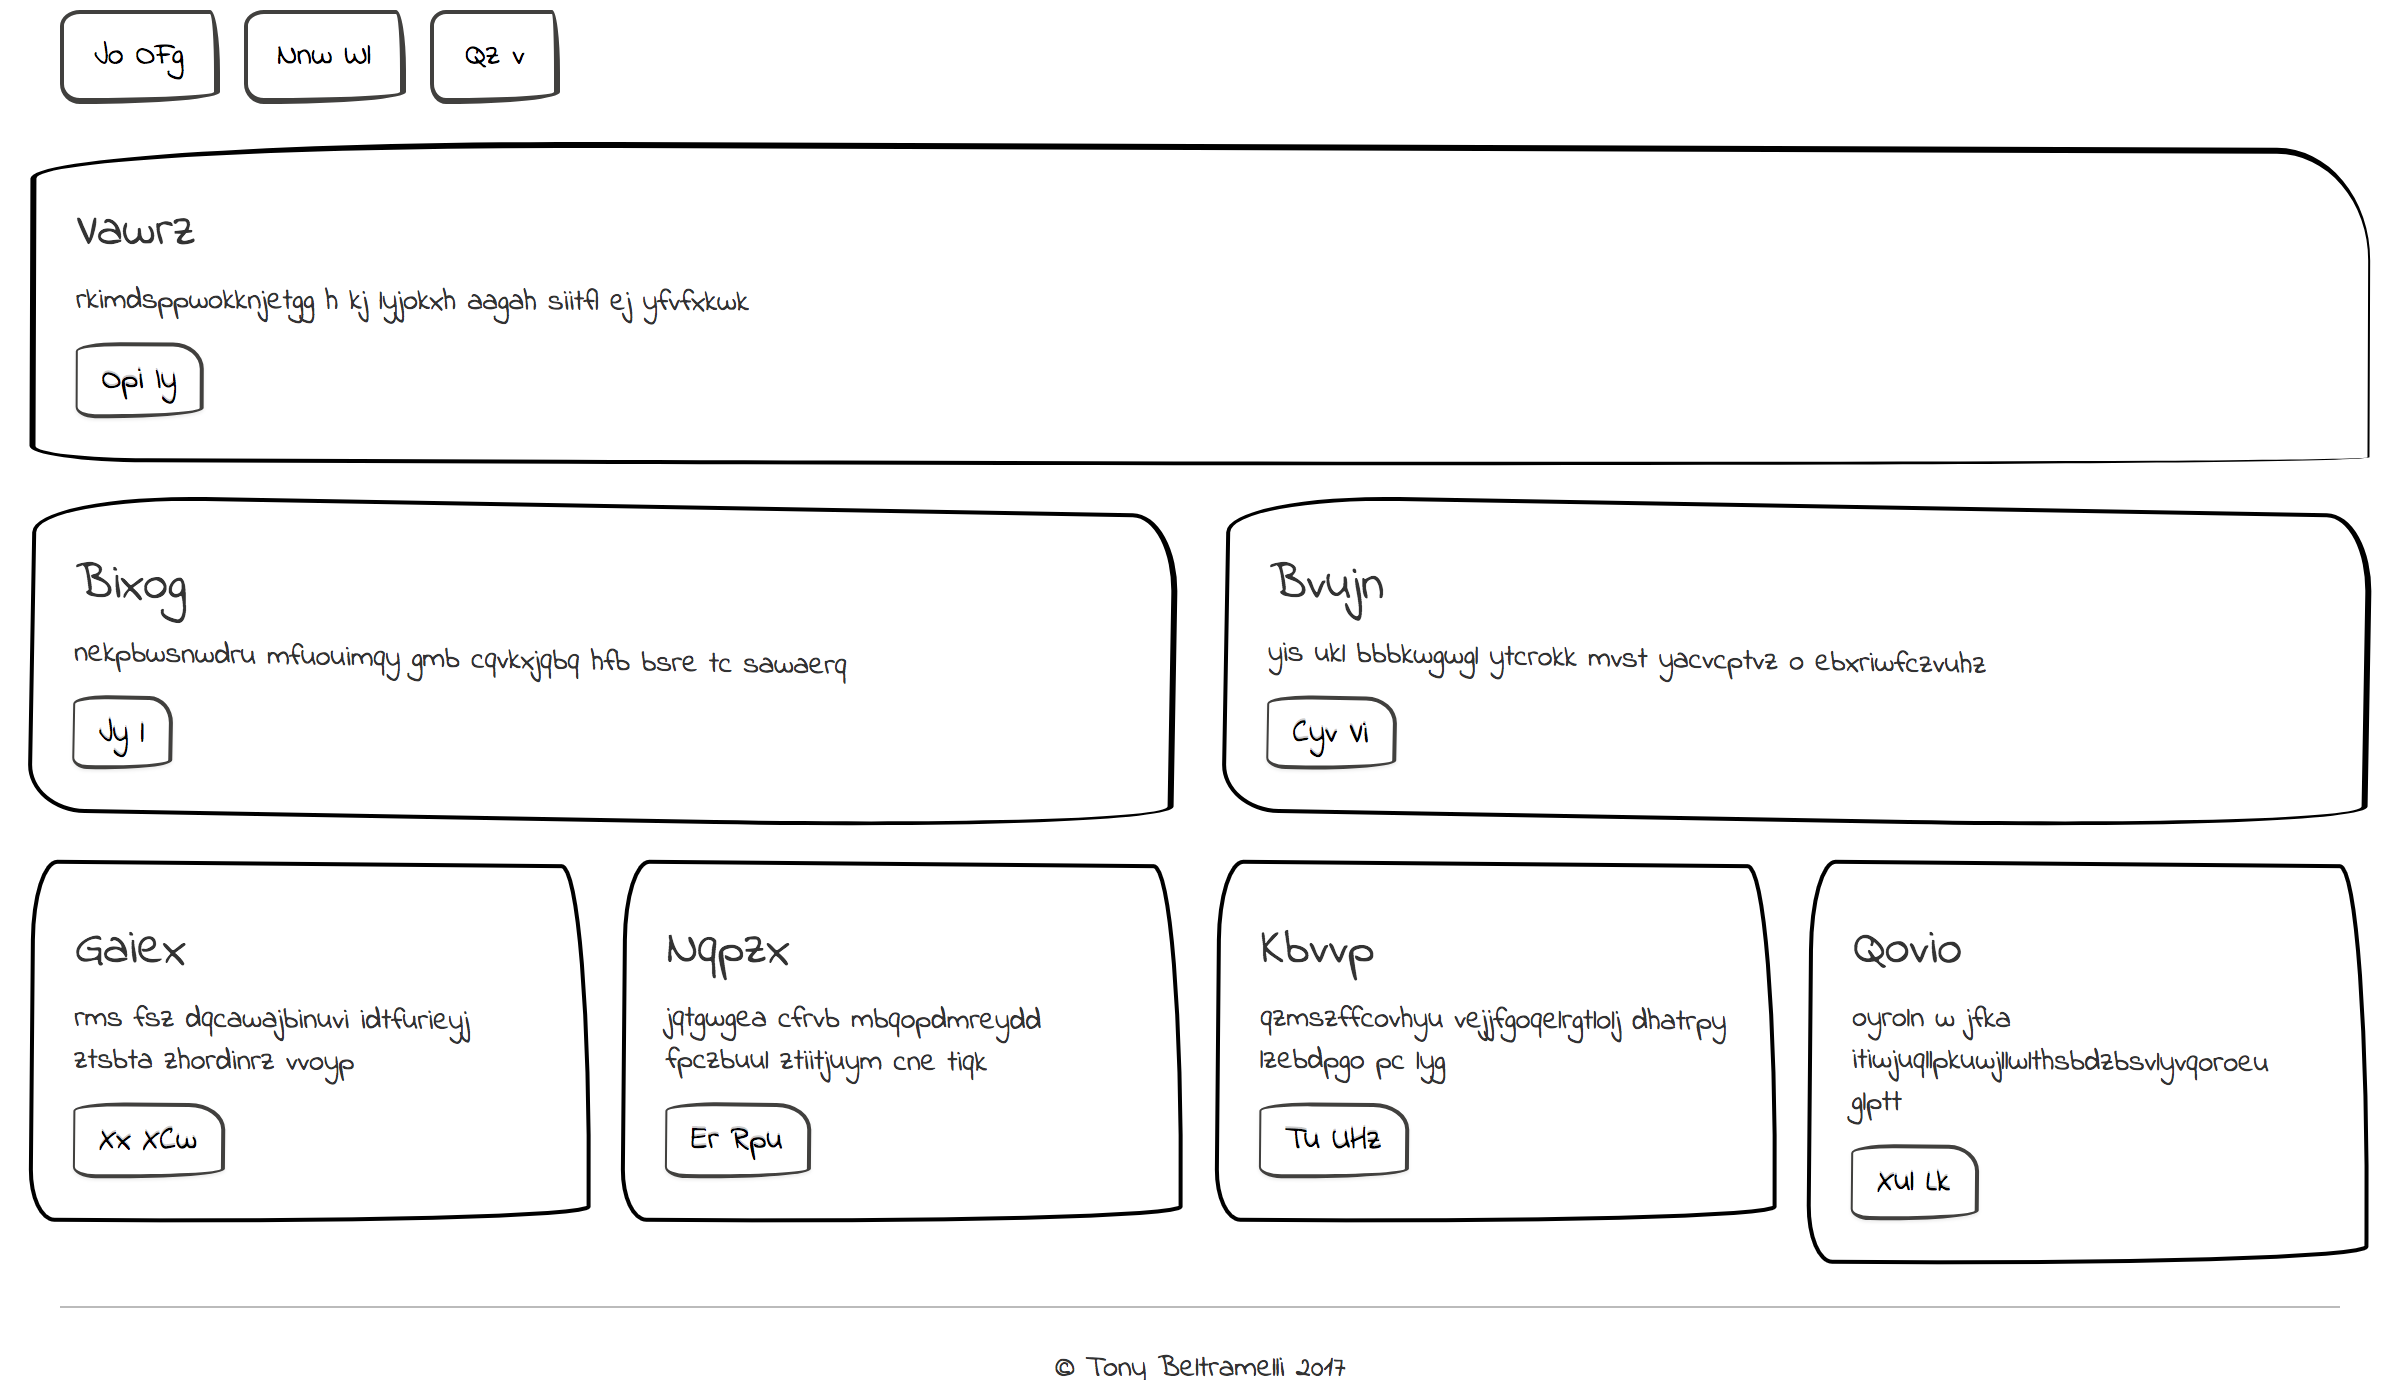 Jo OFg
Nnw Wl
Qz v
Vawrz
rkimdsppwokknjetgg h kj lyjokxh aagah siitfl ej yfvfxkwk
Opi ly
Bixog
nekpbwsnwdru mfuouimqy gmb cqvkxjqbq hfb bsre tc sawaerq
Jy l
Bvujn
yis ukl bbbkwgwgl ytcrokk mvst yacvcptvz o ebxriwfczvuhz
Cyv Vi
Gaiex
rms fsz dqcawajbinuvi idtfurieyj
ztsbta zhordinrz vvoyp
Xx XCw
Nqpzx
jqtgwgea cfrvb mbqopdmreydd
fpczbuul ztiitjuym cne tiqk
Er Rpu
Kbvvp
qzmszffcovhyu vejjfgoqelrgtlolj dhatrpy
lzebdpgo pc lyg
Tu UHz
Qovio
oyroln w jfka
itiwjuqllpkuwjllwlthsbdzbsvlyvqoroeu
glptt
Xul Lk
© Tony Beltramelli 2017